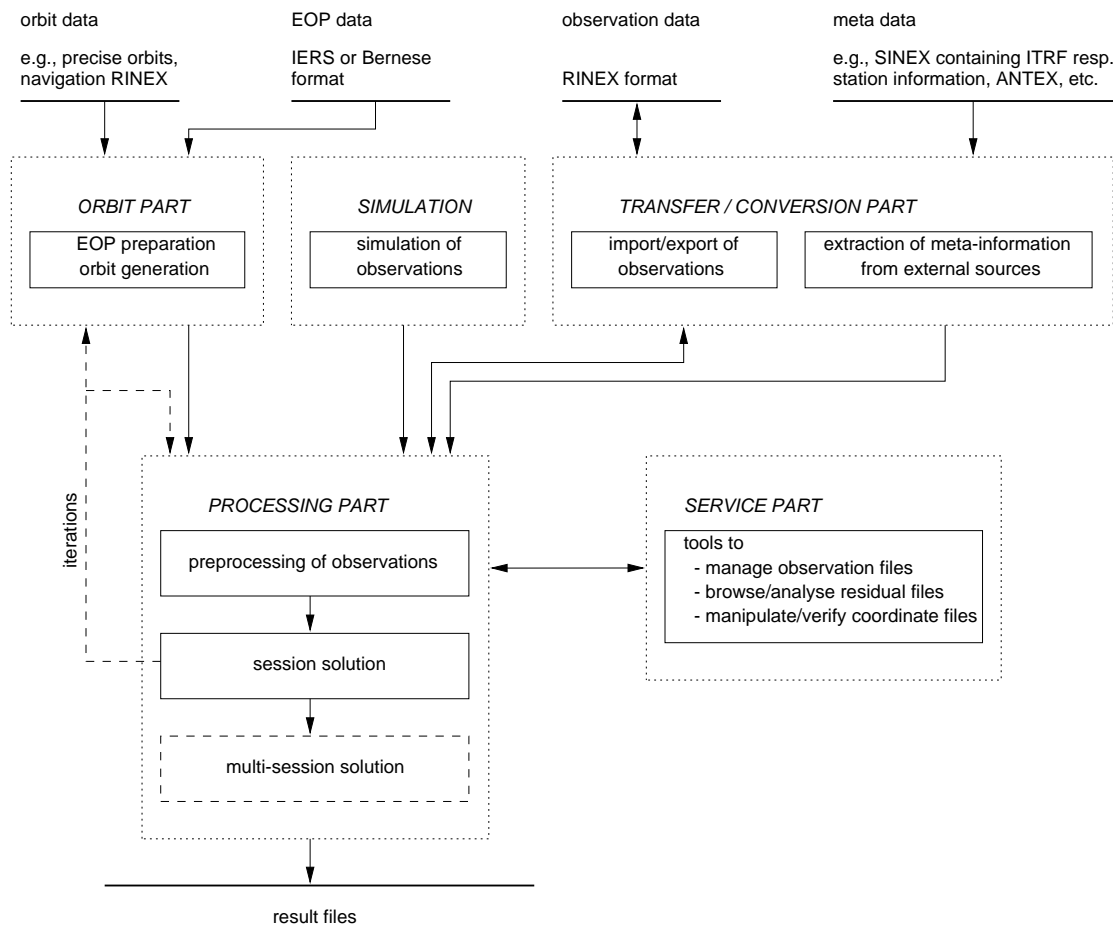 orbit data
e.g., precise orbits,
navigation RINEX
EOP data
IERS or Bernese
format
observation data
RINEX format
meta data
e.g., SINEX containing ITRF resp.
station information, ANTEX, etc.
ORBIT PART
EOP preparation
orbit generation
SIMULATION
simulation of
observations
TRANSFER / CONVERSION PART
import/export of
observations
extraction of meta-information
from external sources
iterations
PROCESSING PART
preprocessing of observations
session solution
multi-session solution
SERVICE PART
tools to
- manage observation files
- browse/analyse residual files
- manipulate/verify coordinate files
result files